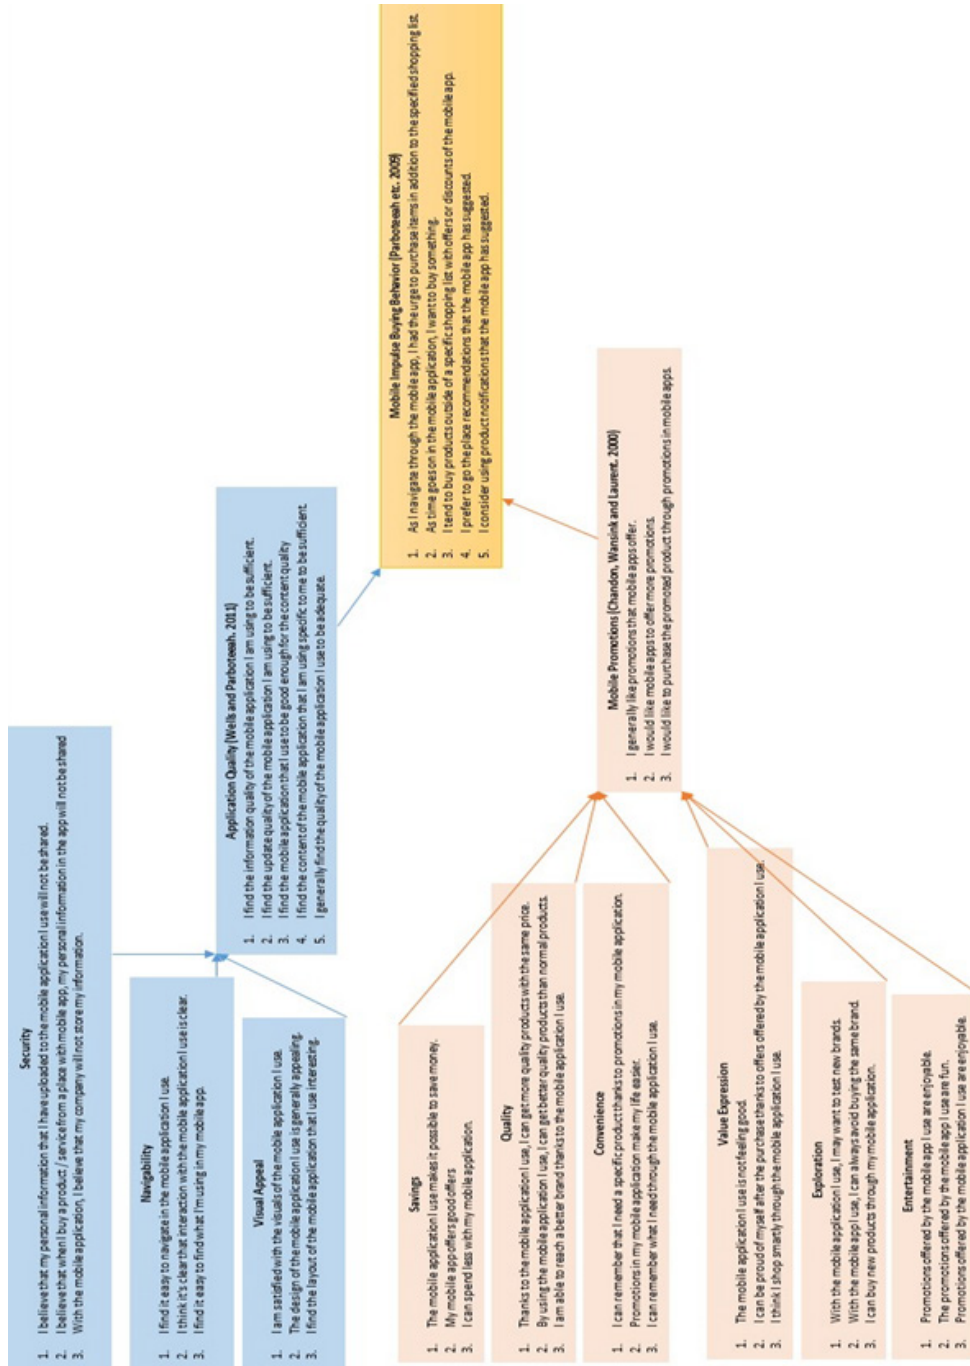 Security
1. I believe that my personal information that I have uploaded to the mobile application I use will not be shared.
2. I believe that when I buy a product / service from a place with mobile app, my personal information in the app will not be shared
3. With the mobile application, I believe that my company will not store my information.
Navigability
1. I find it easy to navigate in the mobile application I use.
2. I think it's clear that interaction with the mobile application I use is clear.
3. I find it easy to find what I'm using in my mobile app.
Visual Appeal
1. I am satisfied with the visuals of the mobile application I use.
2. The design of the mobile application I use is generally appealing.
3. I find the layout of the mobile application that I use interesting.
Application Quality (Wells and Parboteeah. 2011)
1. I find the information quality of the mobile application I am using to be sufficient.
2. I find the update quality of the mobile application I am using to be sufficient.
3. I find the mobile application that I use to be good enough for the content quality
4. I find the content of the mobile application that I am using specific to me to be sufficient.
5. I generally find the quality of the mobile application I use to be adequate.
Mobile Impulse Buying Behavior (Parboteeah etc. 2009)
1. As I navigate through the mobile app, I had the urge to purchase items in addition to the specified shopping list.
2. As time goes on in the mobile application, I want to buy something.
3. I tend to buy products outside of a specific shopping list with offers or discounts of the mobile app.
4. I prefer to go the place recommendations that the mobile app has suggested.
5. I consider using product notifications that the mobile app has suggested.
Savings
1. The mobile application I use makes it possible to save money.
2. My mobile app offers good offers
3. I can spend less with my mobile application.
Quality
1. Thanks to the mobile application I use, I can get more quality products with the same price.
2. By using the mobile application I use, I can get better quality products than normal products.
3. I am able to reach a better brand thanks to the mobile application I use.
Convenience
1. I can remember that I need a specific product thanks to promotions in my mobile application.
2. Promotions in my mobile application make my life easier.
3. I can remember what I need through the mobile application I use.
Value Expression
1. The mobile application I use is not feeling good.
2. I can be proud of myself after the purchase thanks to offers offered by the mobile application I use.
3. I think I shop smartly through the mobile application I use.
Exploration
1. With the mobile application I use, I may want to test new brands.
2. With the mobile app I use, I can always avoid buying the same brand.
3. I can buy new products through my mobile application.
Entertainment
1. Promotions offered by the mobile app I use are enjoyable.
2. The promotions offered by the mobile app I use are fun.
3. Promotions offered by the mobile application I use are enjoyable.
Mobile Promotions (Chandon, Wansink and Laurent. 2000)
1. I generally like promotions that mobile apps offer.
2. I would like mobile apps to offer more promotions.
3. I would like to purchase the promoted product through promotions in mobile apps.